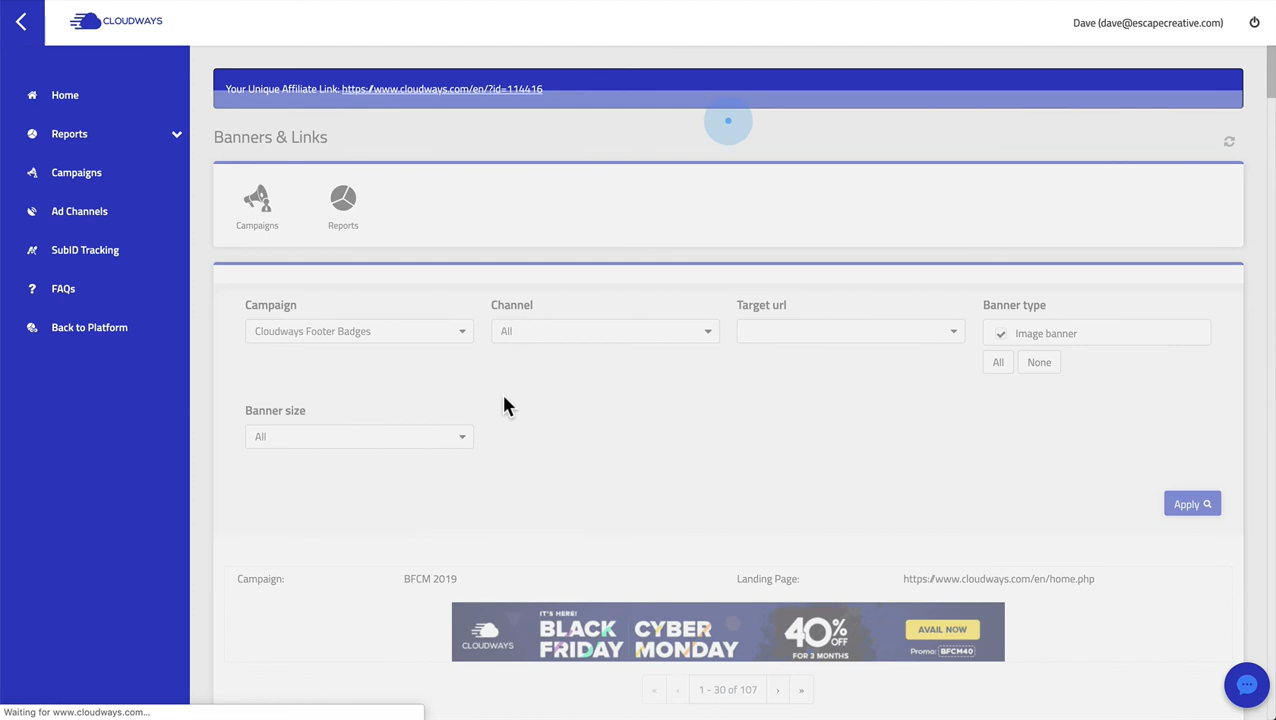 CLOUDWAYS
Dave (dave@escapecreative.com)
Home
Reports
Campaigns
Ad Channels
SubID Tracking
FAQs
Back to Platform
Your Unique Affiliate Link: https://www.cloudways.com/en/?id=114416
Banners & Links
Campaigns Reports
Campaign Channel Target url Banner type
Cloudways Footer Badges All Image banner
All None
Banner size
All
Apply
Campaign: BFCM 2019 Landing Page: https://www.cloudways.com/en/home.php
CLOUDWAYS
IT'S HERE!
BLACK FRIDAY
CYBER MONDAY
40% OFF
FOR 3 MONTHS
AVAIL NOW
Promo: BFCM40
« ‹ 1 - 30 of 107 › »
Waiting for www.cloudways.com...